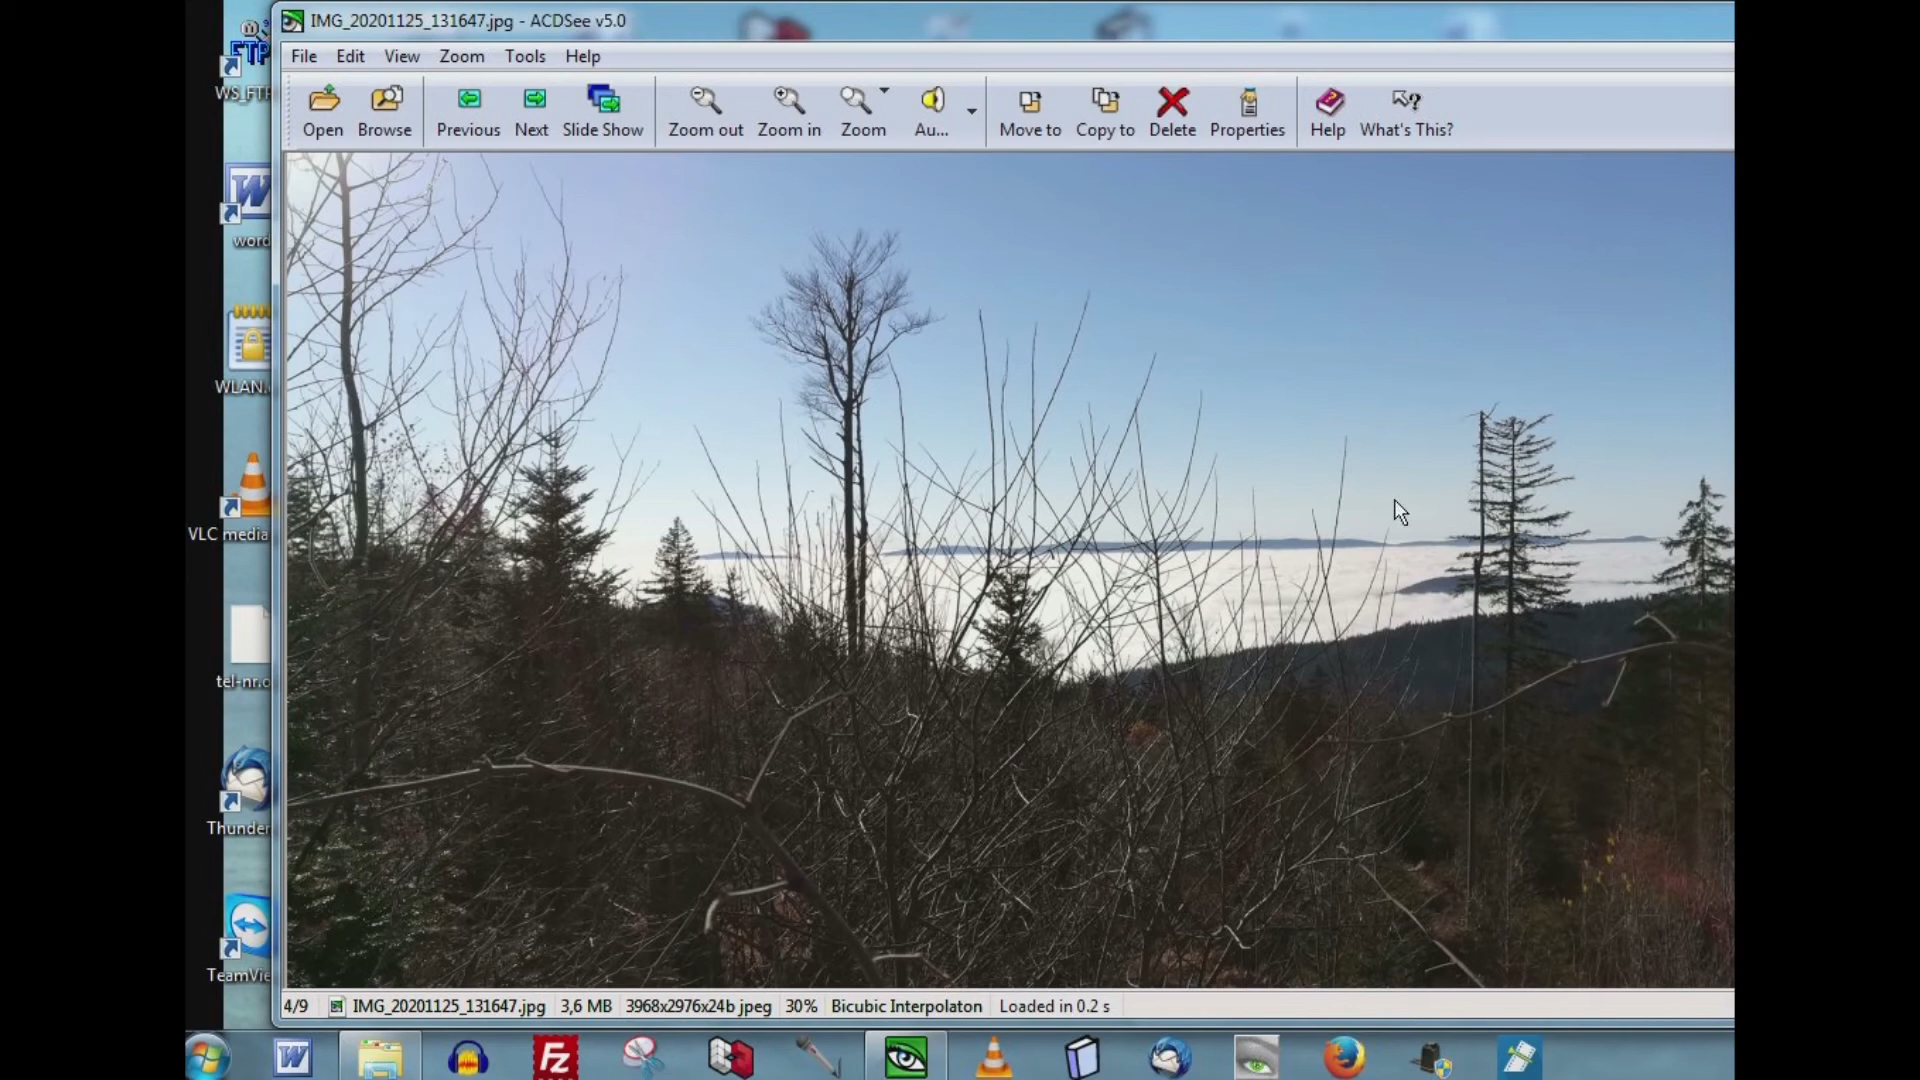 IMG_20201125_131647.jpg - ACDSee v5.0
File Edit View Zoom Tools Help
Open Browse Previous Next Slide Show Zoom out Zoom in Zoom Au... Move to Copy to Delete Properties Help What's This?
FTP
WS_FTP
W
word
WLAN.
VLC media
tel-nr.o
Thunder
TeamVie
4/9 IMG_20201125_131647.jpg 3,6 MB 3968x2976x24b jpeg 30% Bicubic Interpolaton Loaded in 0.2 s
W Fz